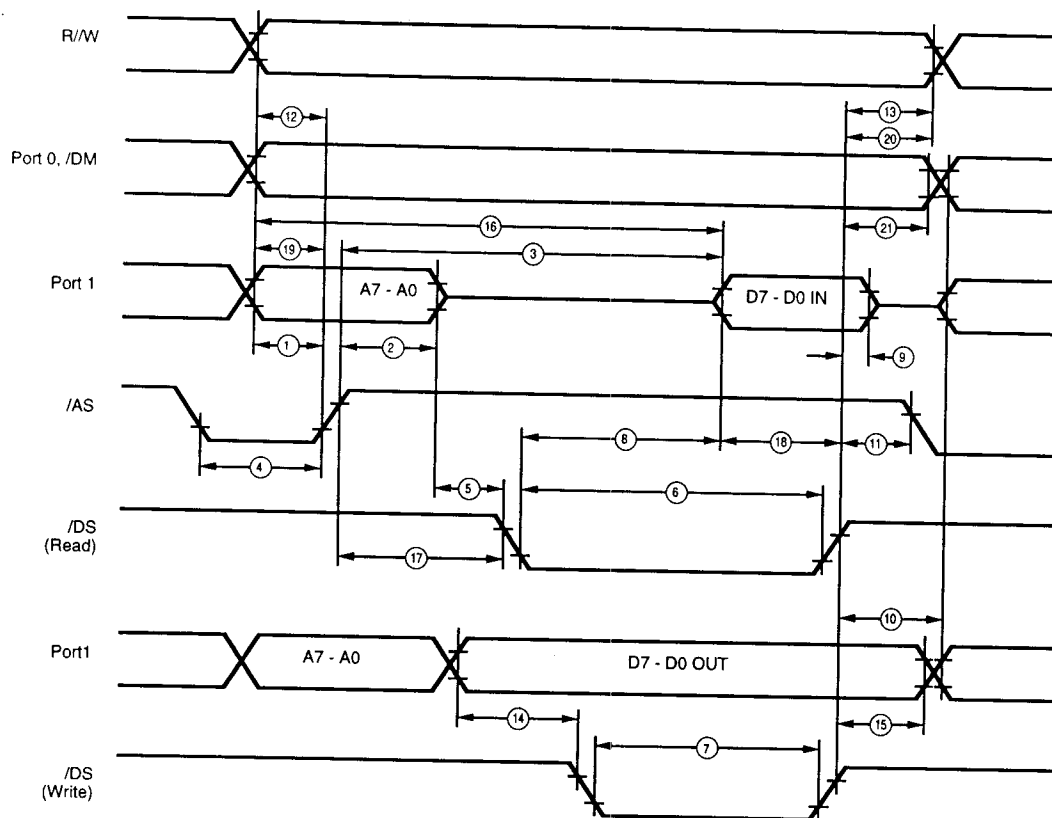 R//W
12
13
20
Port 0, /DM
16
21
19
3
Port 1
A7 - A0
D7 - D0 IN
1
2
9
/AS
8
18
11
4
5
6
/DS
(Read)
17
10
Port1
A7 - A0
D7 - D0 OUT
14
15
7
/DS
(Write)